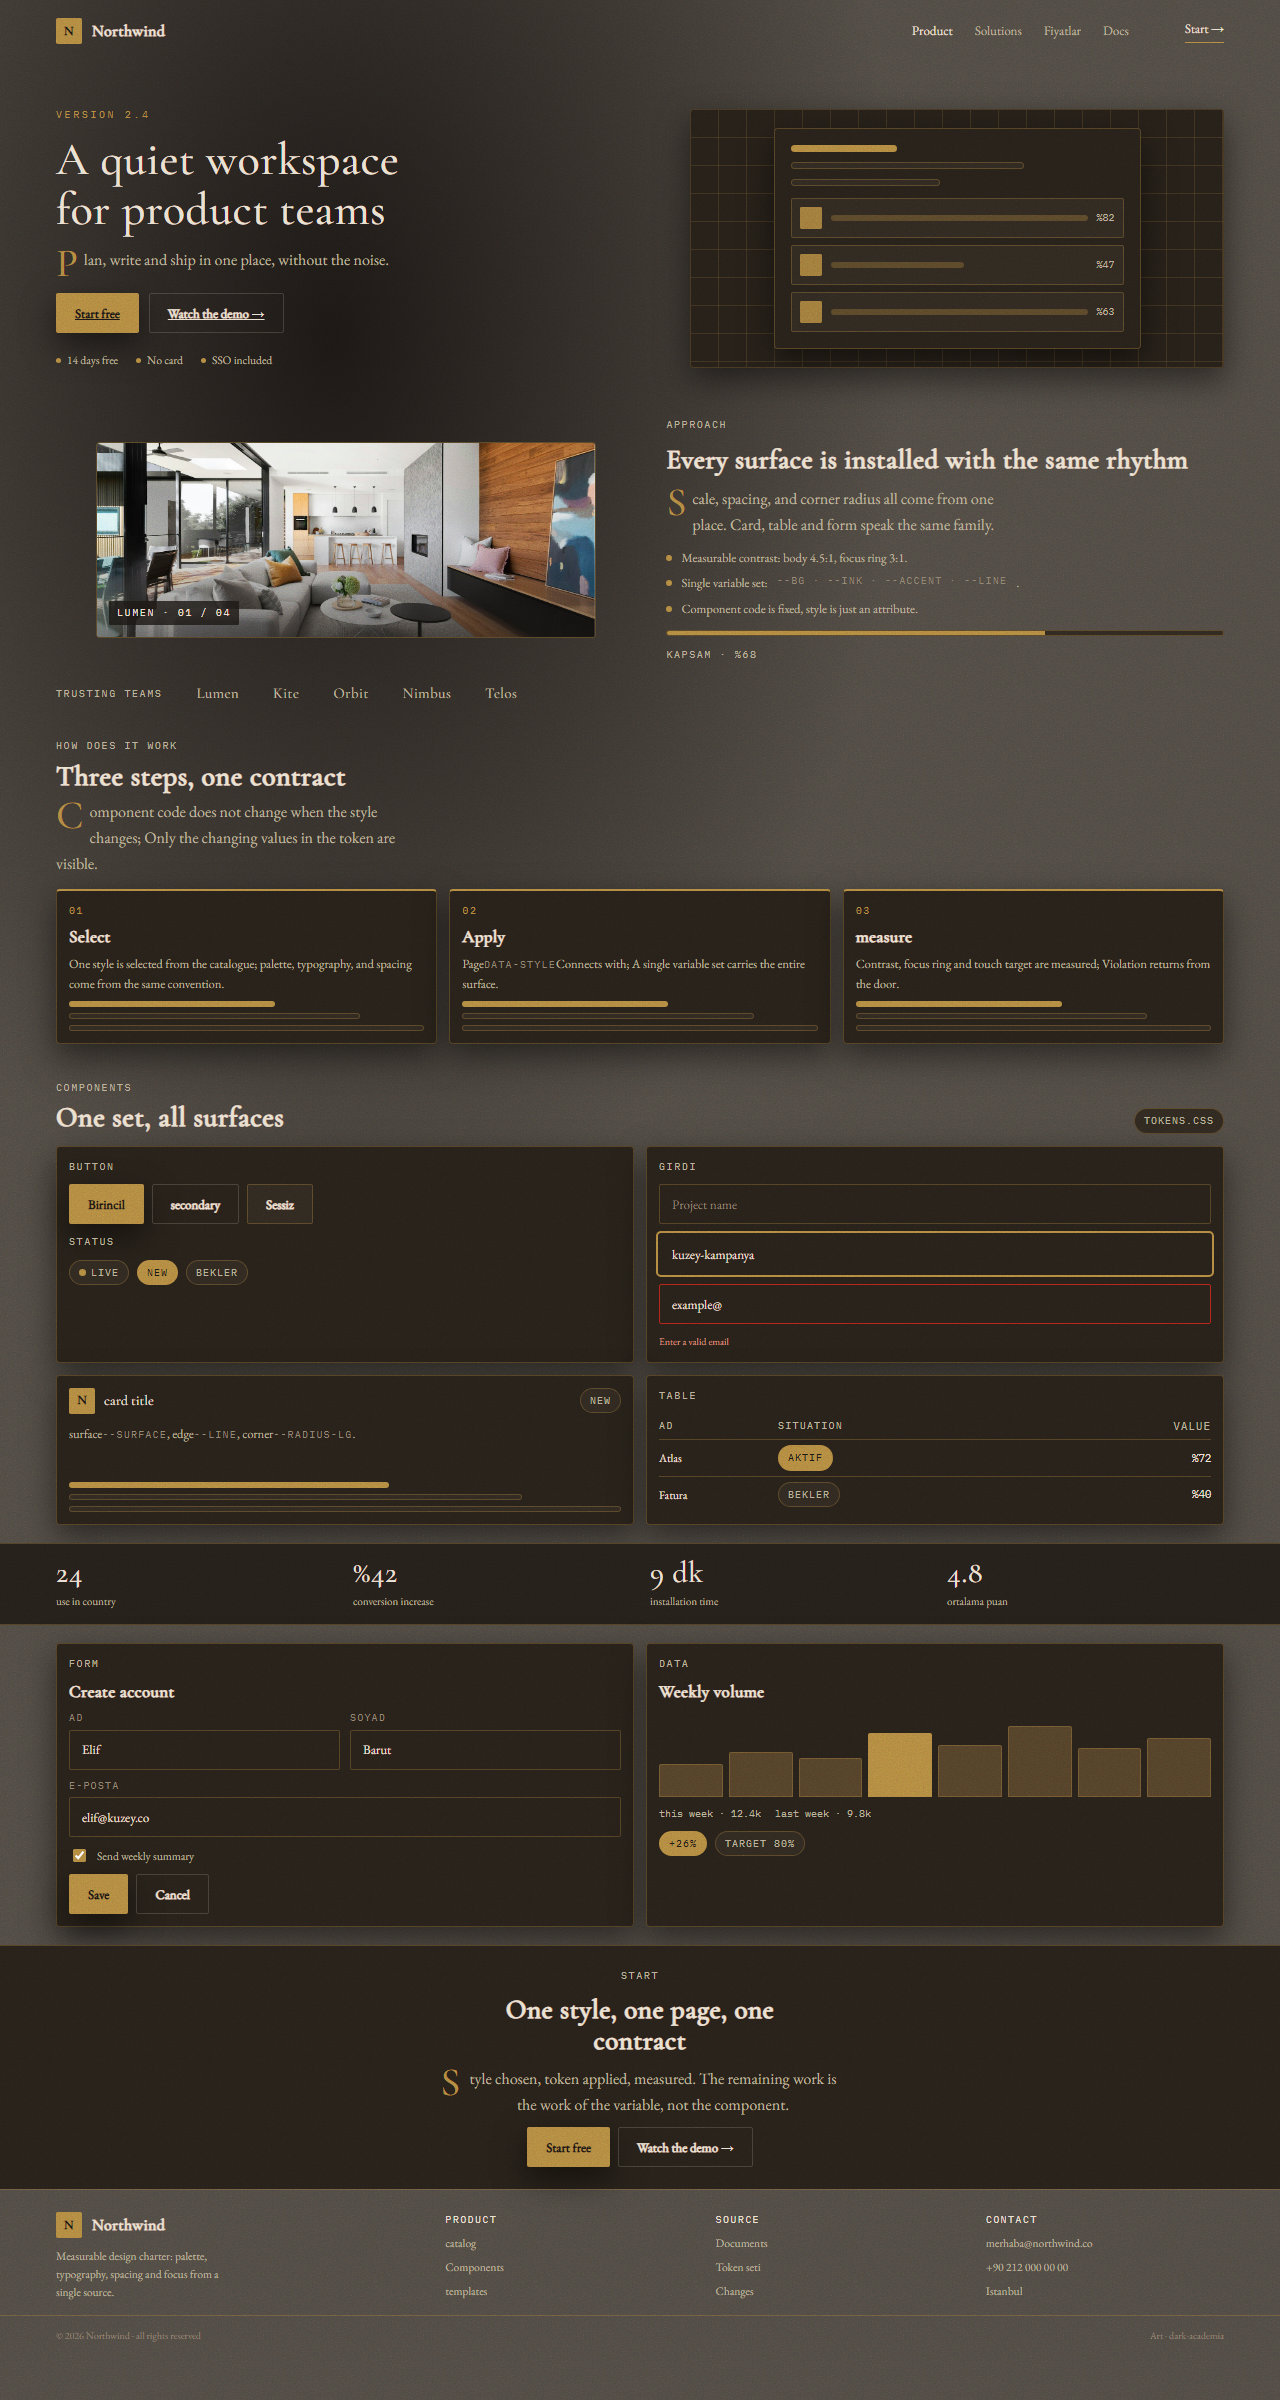 N Northwind
Product Solutions Fiyatlar Docs Start →
VERSION 2.4
A quiet workspace
for product teams
Plan, write and ship in one place, without the noise.
Start free Watch the demo →
14 days free No card SSO included
%82
%47
%63
LUMEN · 01 / 04
APPROACH
Every surface is installed with the same rhythm
Scale, spacing, and corner radius all come from one
place. Card, table and form speak the same family.
Measurable contrast: body 4.5:1, focus ring 3:1.
Single variable set: --BG · --INK · --ACCENT · --LINE .
Component code is fixed, style is just an attribute.
KAPSAM · %68
TRUSTING TEAMS Lumen Kite Orbit Nimbus Telos
HOW DOES IT WORK
Three steps, one contract
Component code does not change when the style
changes; Only the changing values in the token are
visible.
01
Select
One style is selected from the catalogue; palette, typography, and spacing
come from the same convention.
02
Apply
PageDATA-STYLEConnects with; A single variable set carries the entire
surface.
03
measure
Contrast, focus ring and touch target are measured; Violation returns from
the door.
COMPONENTS
One set, all surfaces
TOKENS.CSS
BUTTON
Birincil secondary Sessiz
STATUS
LIVE NEW BEKLER
GIRDI
Project name
kuzey-kampanya
example@
Enter a valid email
N card title NEW
surface--SURFACE, edge--LINE, corner--RADIUS-LG.
TABLE
AD SITUATION VALUE
Atlas AKTIF %72
Fatura BEKLER %40
24 %42 9 dk 4.8
use in country conversion increase installation time ortalama puan
FORM
Create account
AD SOYAD
Elif Barut
E-POSTA
elif@kuzey.co
Send weekly summary
Save Cancel
DATA
Weekly volume
this week · 12.4k last week · 9.8k
+26% TARGET 80%
START
One style, one page, one
contract
Style chosen, token applied, measured. The remaining work is
the work of the variable, not the component.
Start free Watch the demo →
N Northwind
Measurable design charter: palette,
typography, spacing and focus from a
single source.
PRODUCT
catalog
Components
templates
SOURCE
Documents
Token seti
Changes
CONTACT
merhaba@northwind.co
+90 212 000 00 00
Istanbul
© 2026 Northwind · all rights reserved Art · dark-academia